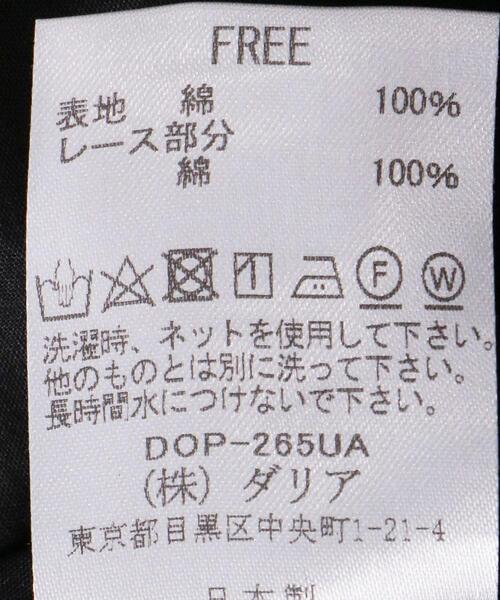 FREE
表地 綿 100%
レース部分
綿 100%
F W
洗濯時、ネットを使用して下さい。
他のものとは別に洗って下さい。
長時間水につけないで下さい。
DOP-265UA
(株) ダリア
東京都目黒区中央町1-21-4
日本製